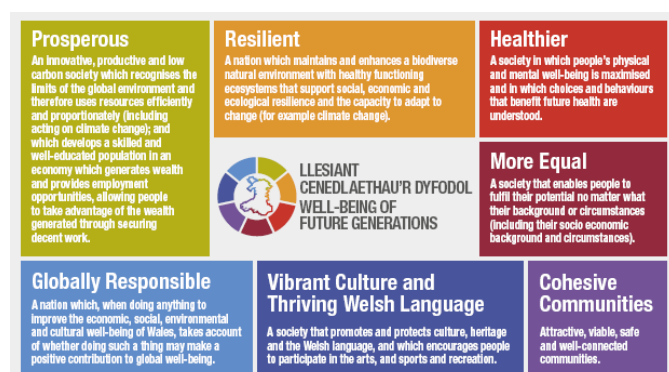 Prosperous
An innovative, productive and low
carbon society which recognises the
limits of the global environment and
therefore uses resources efficiently
and proportionately (including
acting on climate change); and
which develops a skilled and
well-educated population in an
economy which generates wealth
and provides employment
opportunities, allowing people
to take advantage of the wealth
generated through securing
decent work.
Resilient
A nation which maintains and enhances a biodiverse
natural environment with healthy functioning
ecosystems that support social, economic and
ecological resilience and the capacity to adapt to
change (for example climate change).
Healthier
A society in which people's physical
and mental well-being is maximised
and in which choices and behaviours
that benefit future health are
understood.
LLESIANT
CENEDLAETHAU'R DYFODOL
WELL-BEING OF
FUTURE GENERATIONS
More Equal
A society that enables people to
fulfil their potential no matter what
their background or circumstances
(including their socio economic
background and circumstances).
Globally Responsible
A nation which, when doing anything to
improve the economic, social, environmental
and cultural well-being of Wales, takes account
of whether doing such a thing may make a
positive contribution to global well-being.
Vibrant Culture and
Thriving Welsh Language
A society that promotes and protects culture, heritage
and the Welsh language, and which encourages people
to participate in the arts, and sports and recreation.
Cohesive
Communities
Attractive, viable, safe
and well-connected
communities.